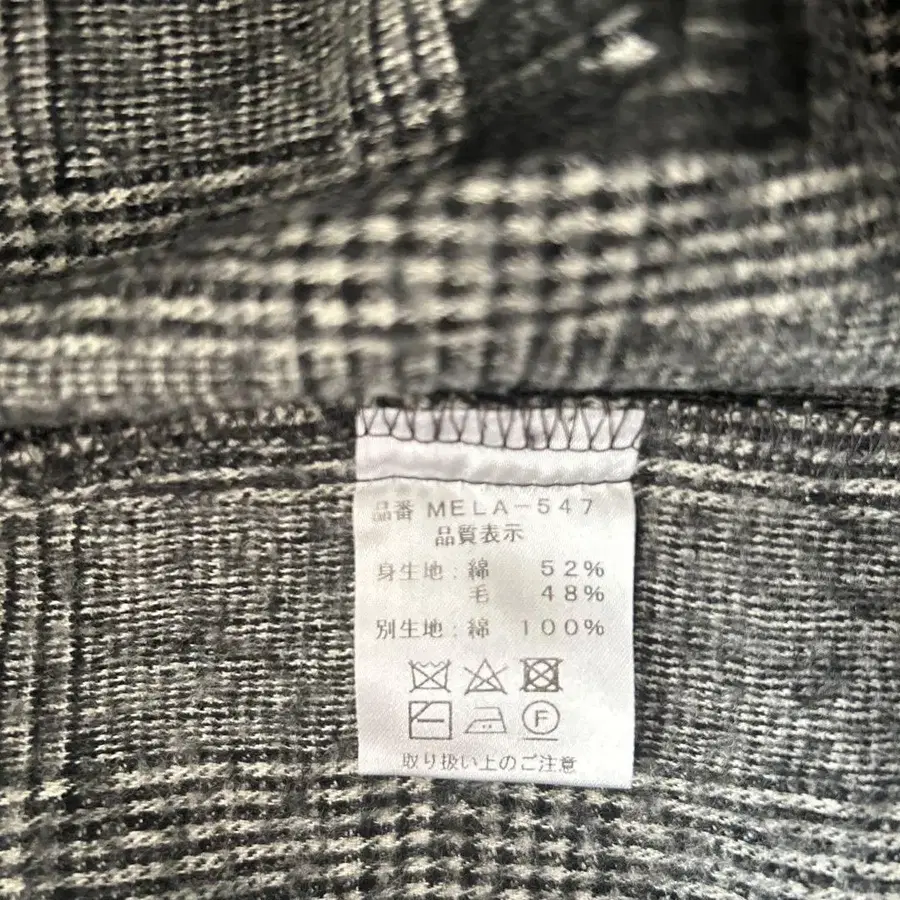 品番 MELA-547
品質表示
身生地:綿 52%
毛 48%
別生地:綿 100%
F
取り扱い上のご注意